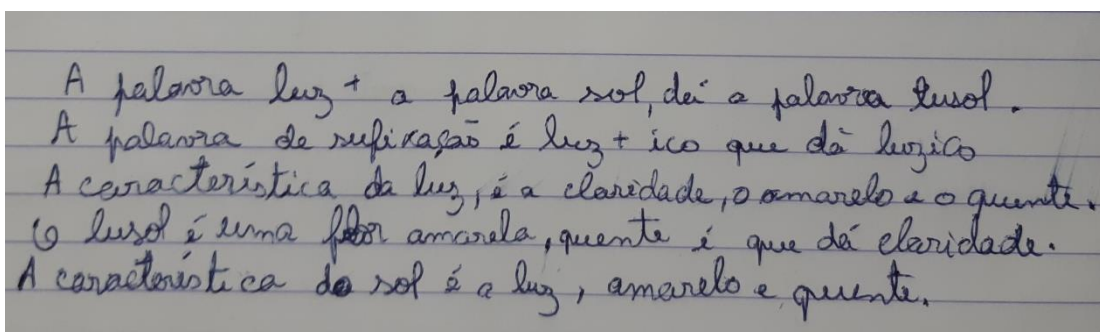 A palavra luz + a palavra sol, dá a palavra lusol.
A palavra de sufixação é luz + ico que dá luzico
A característica da luz, é a claridade, o amarelo e o quente.
O lusol é uma flor amarela, quente é que dá claridade.
A característica do sol é a luz, amarelo e quente.